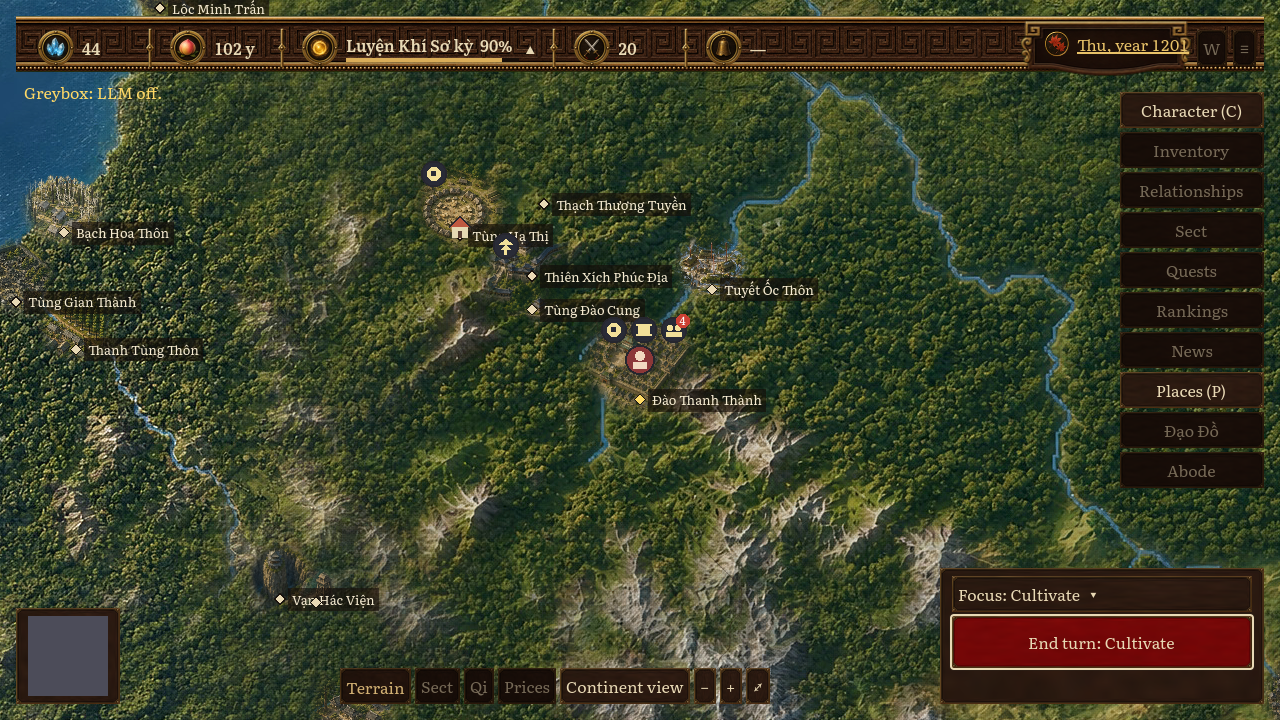 Lộc Minh Trấn
44
102 y
Luyện Khí Sơ kỳ 90% ▲
20
—
Thu, year 1201
W
≡
Greybox: LLM off.
Character (C)
Inventory
Relationships
Sect
Quests
Rankings
News
Places (P)
Đạo Đồ
Abode
Thạch Thượng Tuyền
Bạch Hoa Thôn
Thị
Thiên Xích Phúc Địa
Tuyết Ốc Thôn
Tùng Gian Thành
Tùng Đào Cung
4
Thanh Tùng Thôn
Đào Thanh Thành
Vạn Hác Viện
Focus: Cultivate ▾
End turn: Cultivate
Terrain
Sect
Qi
Prices
Continent view
−
+
⤢